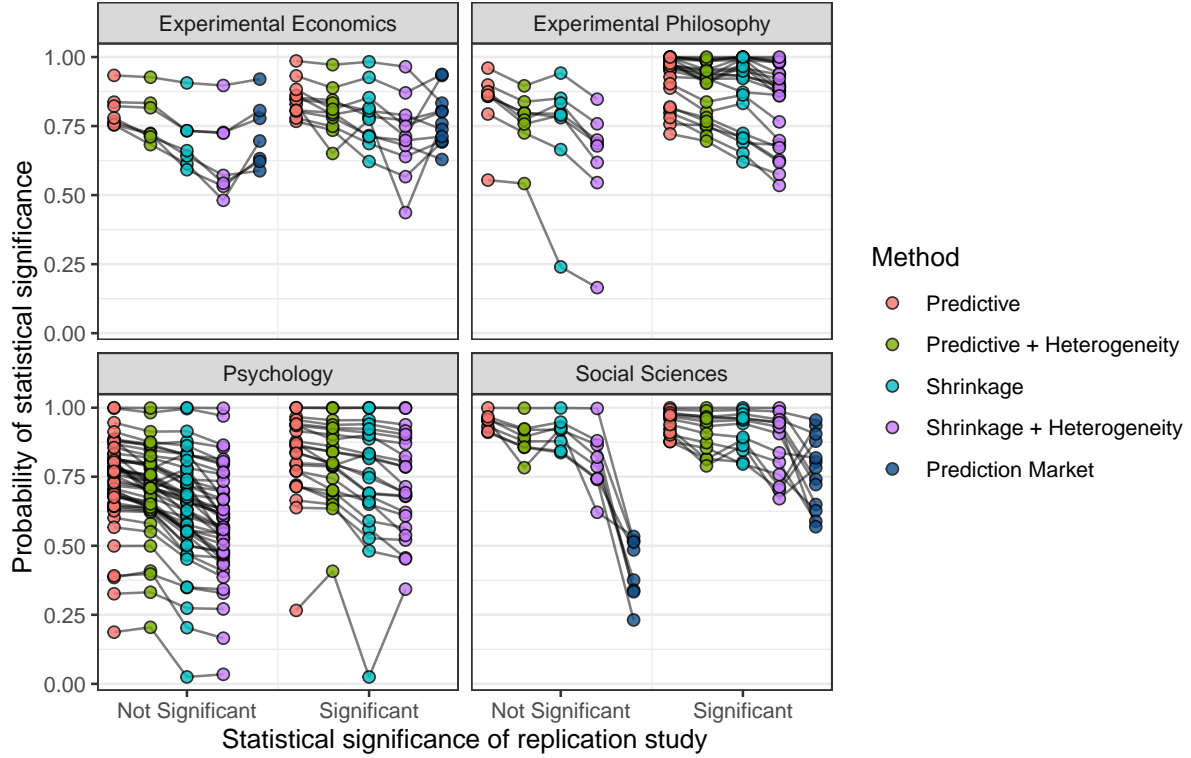 Experimental Economics
Experimental Philosophy
1.00
0.75
0.50
0.25
0.00
Psychology
Social Sciences
1.00
0.75
0.50
0.25
0.00
Not Significant
Significant
Not Significant
Significant
Statistical significance of replication study
Probability of statistical significance
Method
Predictive
Predictive + Heterogeneity
Shrinkage
Shrinkage + Heterogeneity
Prediction Market